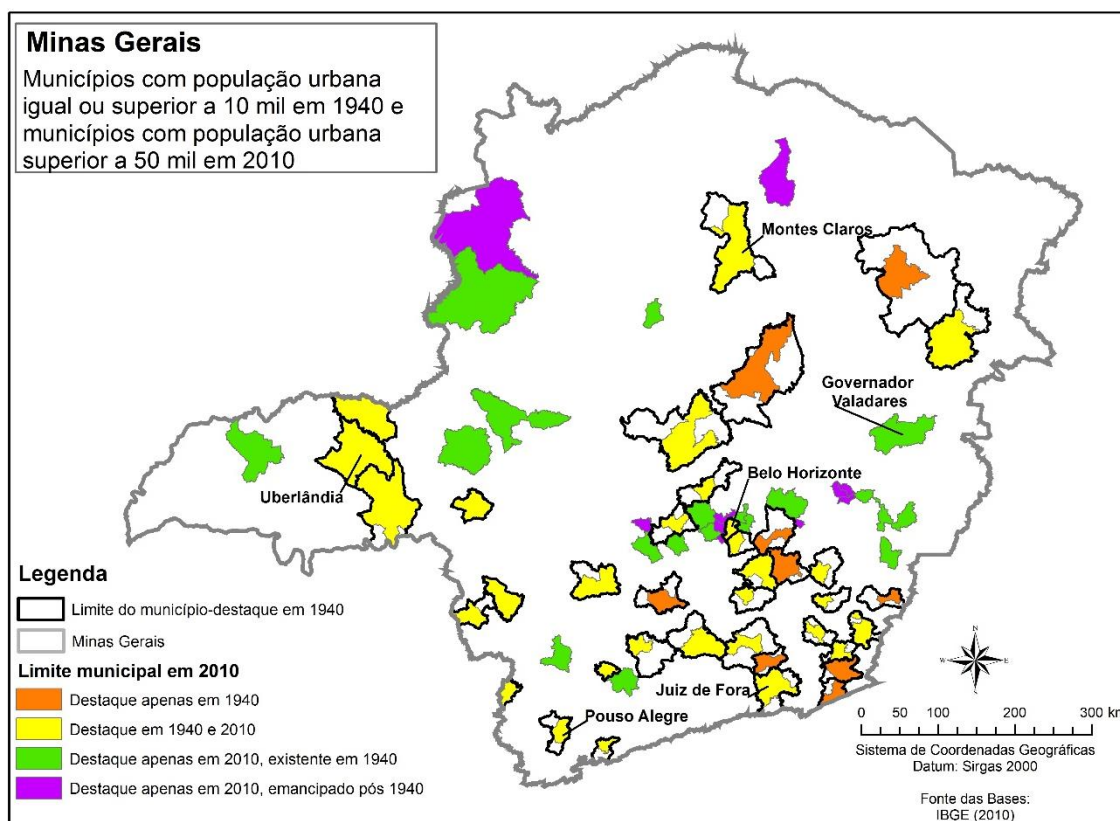 Minas Gerais
Municípios com população urbana
igual ou superior a 10 mil em 1940 e
municípios com população urbana
superior a 50 mil em 2010
Montes Claros
Governador
Valadares
Uberlândia
Belo Horizonte
Juiz de Fora
Pouso Alegre
Legenda
Limite do município-destaque em 1940
Minas Gerais
Limite municipal em 2010
Destaque apenas em 1940
Destaque em 1940 e 2010
Destaque apenas em 2010, existente em 1940
Destaque apenas em 2010, emancipado pós 1940
N
W E
S
0 50 100 200 300 km
Sistema de Coordenadas Geográficas
Datum: Sirgas 2000
Fonte das Bases:
IBGE (2010)